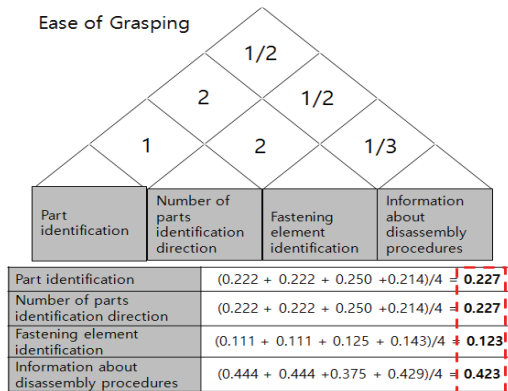 Ease of Grasping
1/2
2 1/2
1 2 1/3
Part
identification
Number of
parts
identification
direction
Fastening
element
identification
Information
about
disassembly
procedures
Part identification (0.222 + 0.222 + 0.250 +0.214)/4 = 0.227
Number of parts
identification direction (0.222 + 0.222 + 0.250 +0.214)/4 = 0.227
Fastening element
identification (0.111 + 0.111 + 0.125 + 0.143)/4 = 0.123
Information about
disassembly procedures (0.444 + 0.444 +0.375 + 0.429)/4 = 0.423